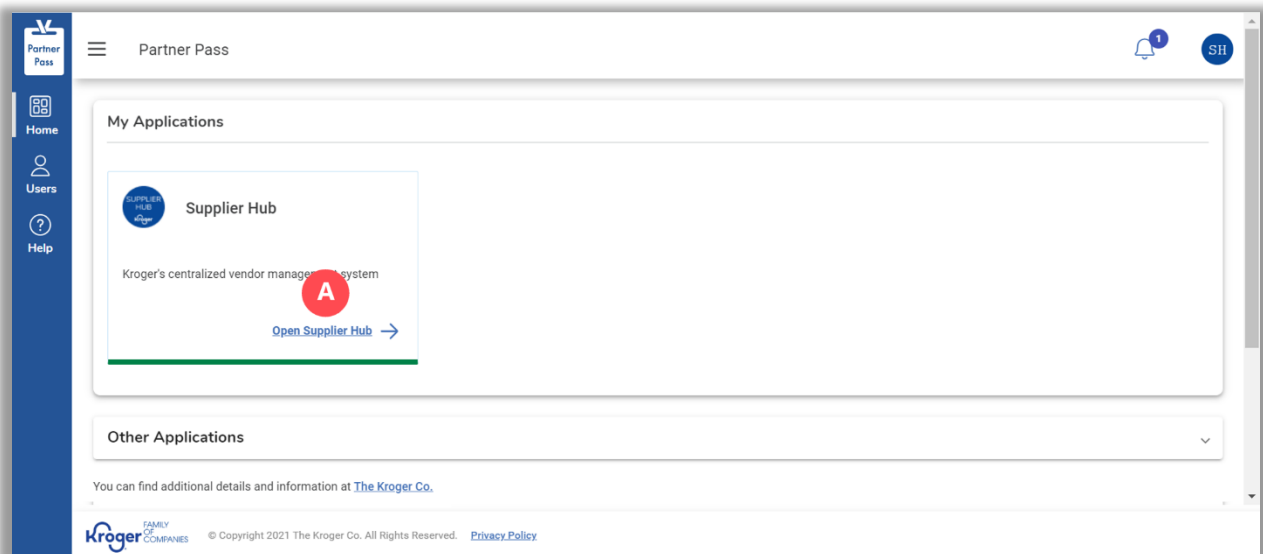 Partner
Pass
Partner Pass
1
SH
Home
Users
Help
My Applications
SUPPLIER
HUB
Kroger
Supplier Hub
Kroger's centralized vendor management system
A
Open Supplier Hub
Other Applications
You can find additional details and information at The Kroger Co.
Kroger FAMILY
OF
COMPANIES
© Copyright 2021 The Kroger Co. All Rights Reserved. Privacy Policy